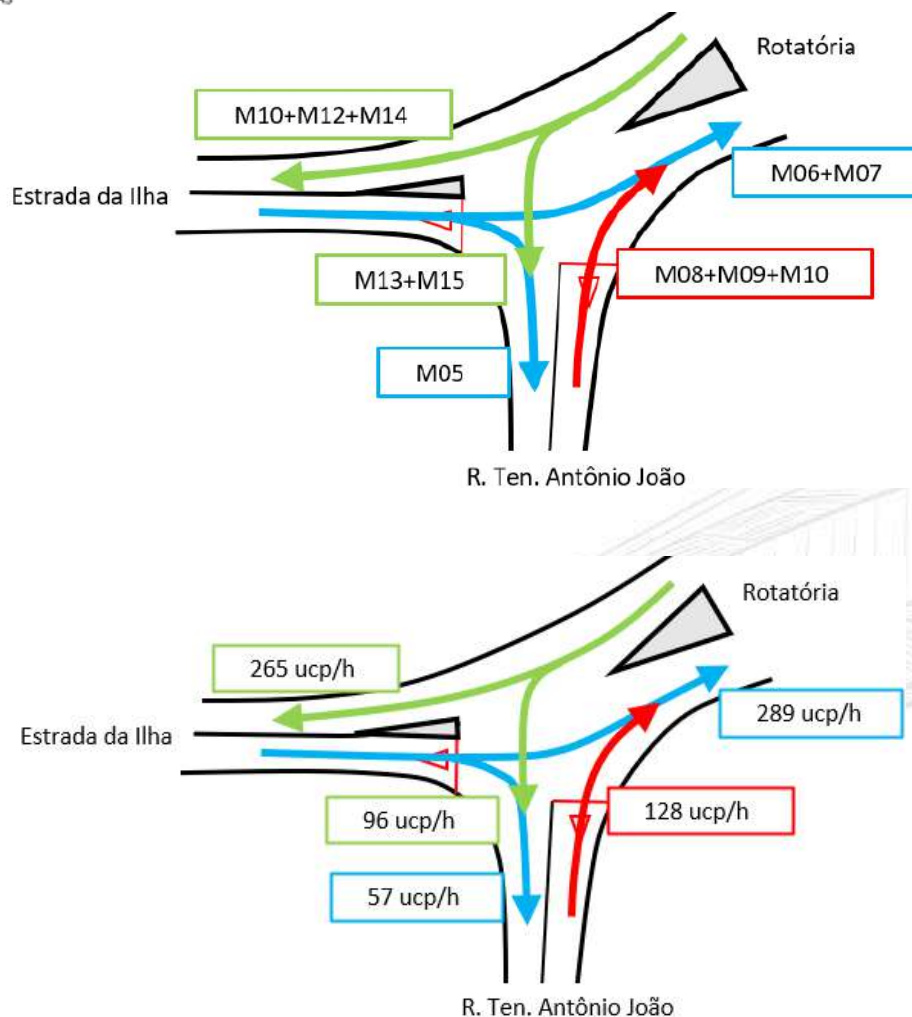 Rotatória
M10+M12+M14
M06+M07
Estrada da Ilha
M13+M15
M08+M09+M10
M05
R. Ten. Antônio João
Rotatória
265 ucp/h
289 ucp/h
Estrada da Ilha
96 ucp/h
128 ucp/h
57 ucp/h
R. Ten. Antônio João